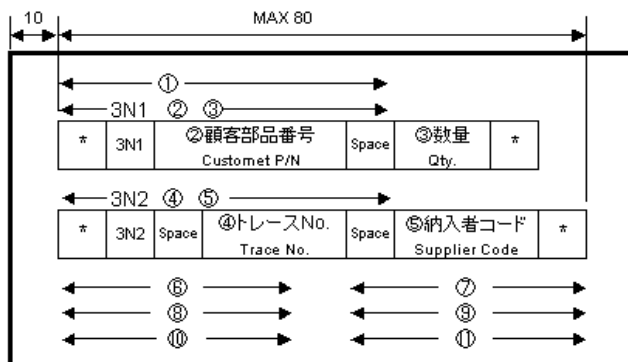 10 MAX 80
①
3N1 ② ③
* 3N1 ②顧客部品番号 Space ③数量 *
Customet P/N Qty.
3N2 ④ ⑤
* 3N2 Space ④トレースNo. Space ⑤納入者コード *
Trace No. Supplier Code
⑥ ⑦
⑧ ⑨
⑩ ⑪